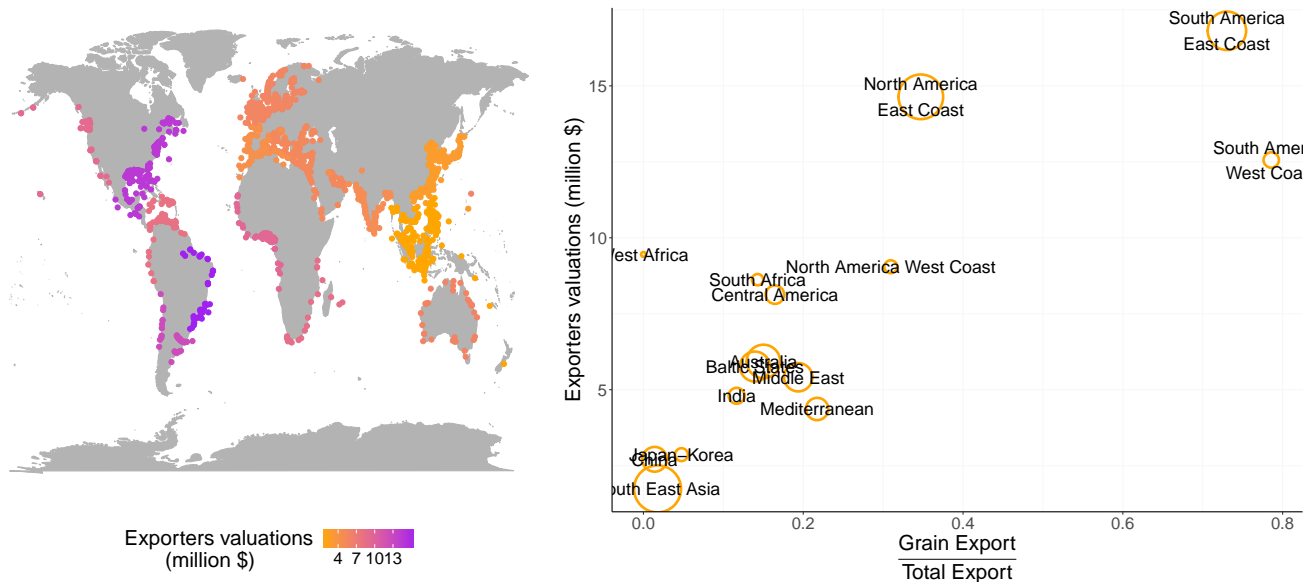 Exporters valuations
(million $)
4 7 10 13
Exporters valuations (million $)
15
10
5
South America
East Coast
North America
East Coast
South Amer
West Coa
West Africa
North America West Coast
South Africa
Central America
Australia
Baltic States
Middle East
India
Mediterranean
Japan−Korea
China
outh East Asia
0.0 0.2 0.4 0.6 0.8
Grain Export
Total Export